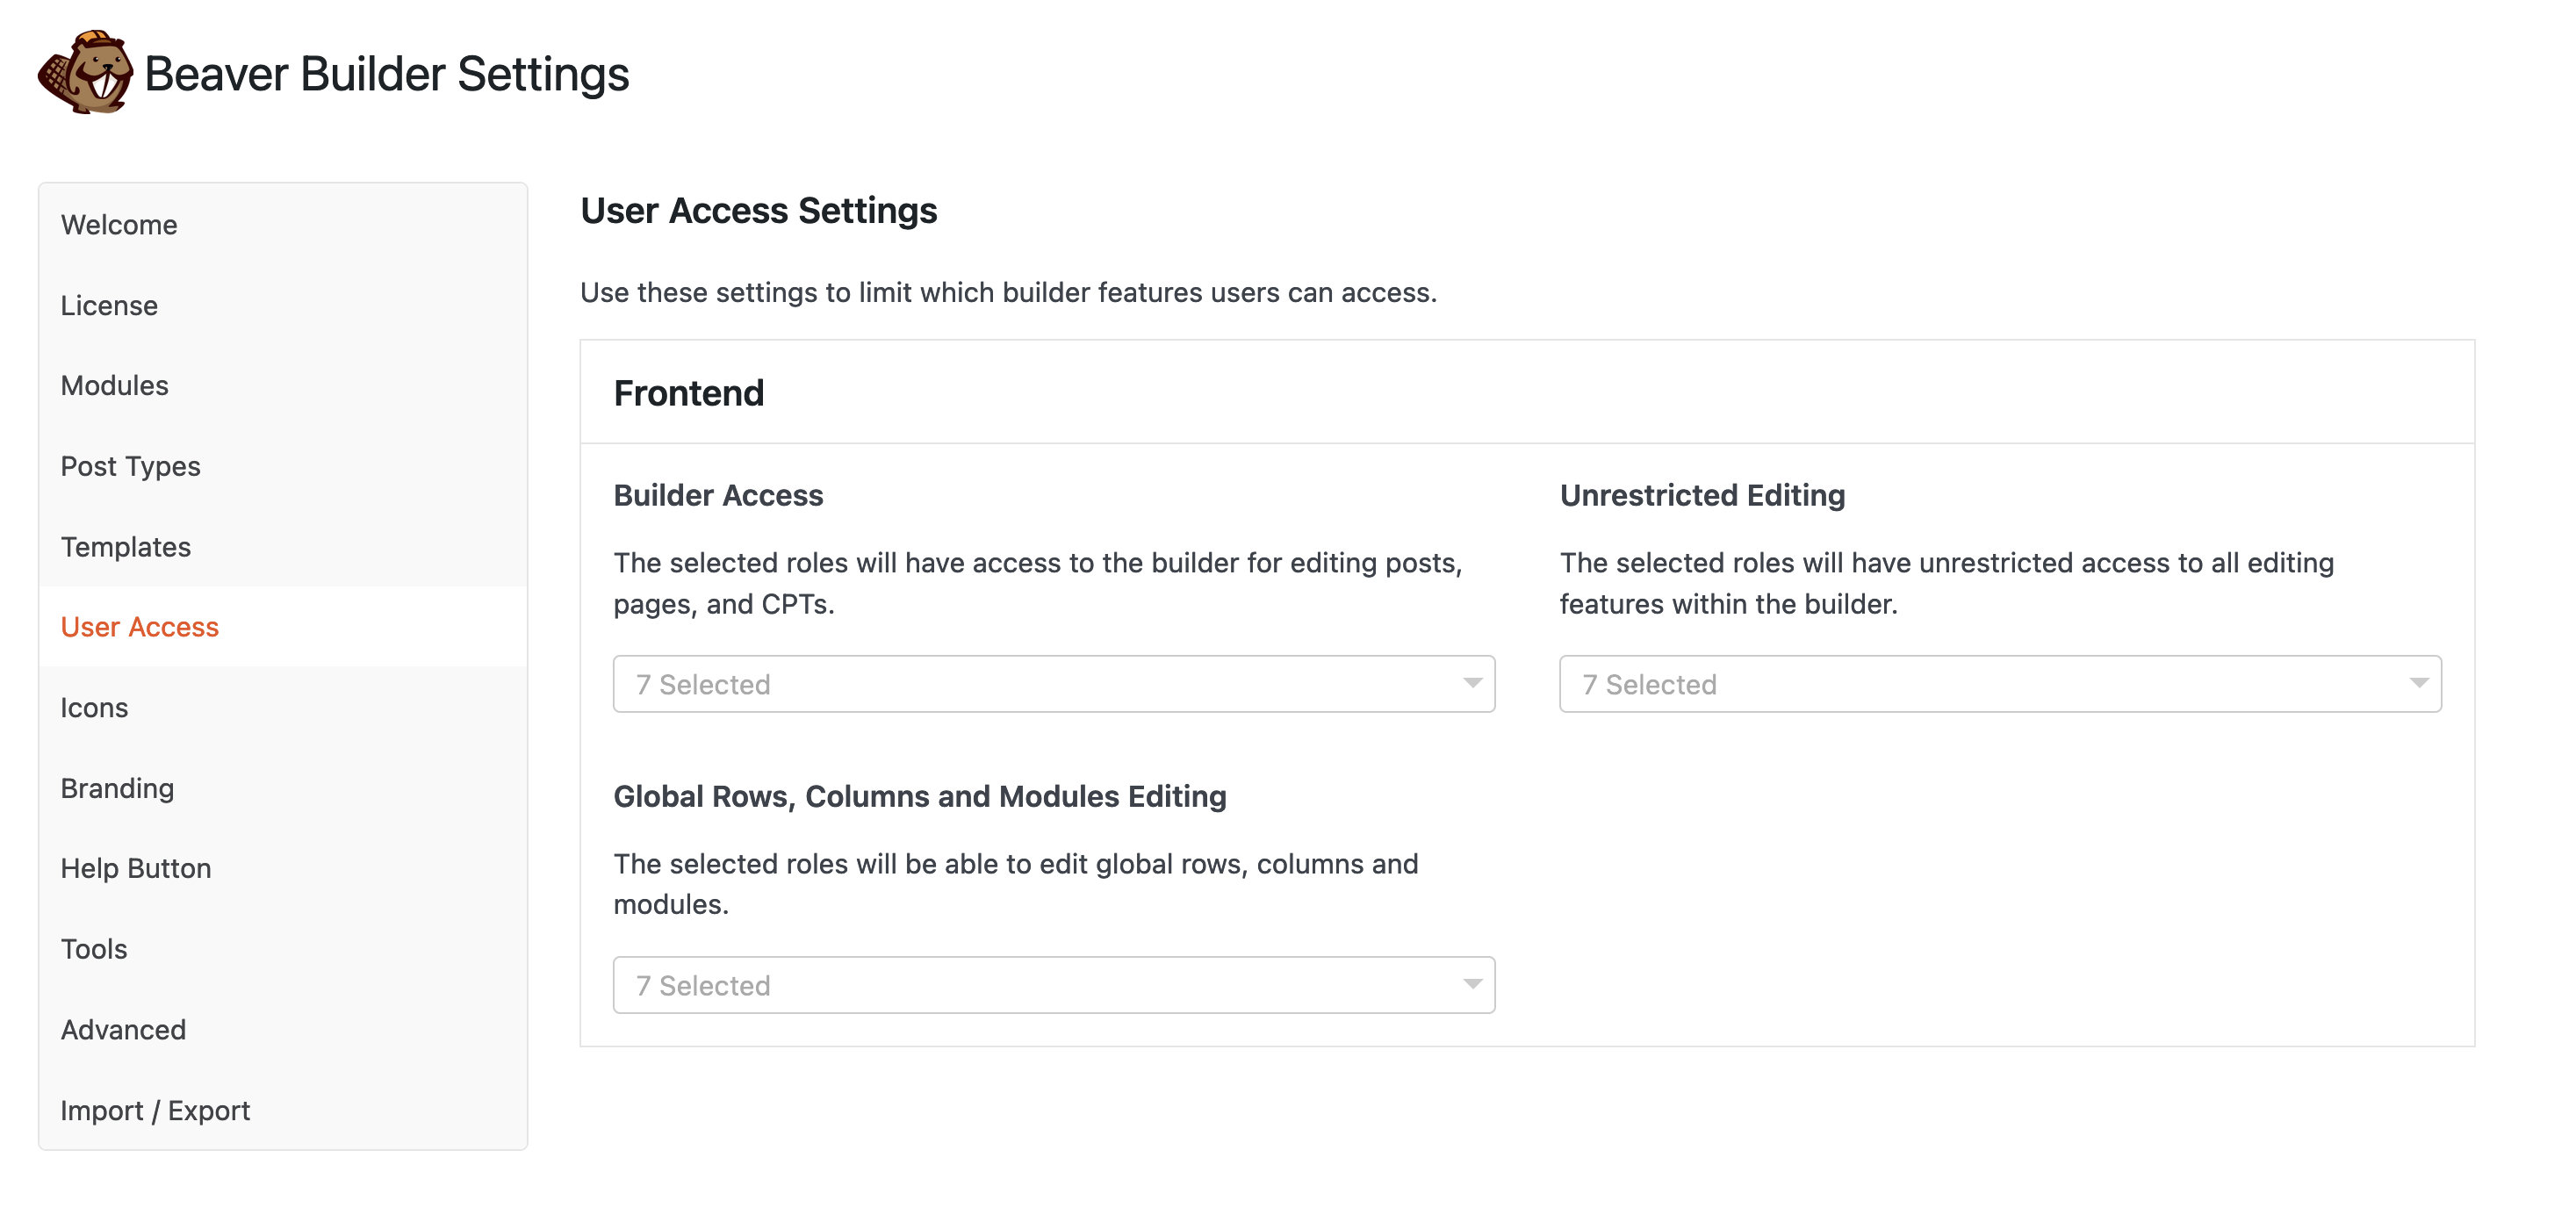 Beaver Builder Settings
Welcome
License
Modules
Post Types
Templates
User Access
Icons
Branding
Help Button
Tools
Advanced
Import / Export
User Access Settings
Use these settings to limit which builder features users can access.
Frontend
Builder Access
The selected roles will have access to the builder for editing posts,
pages, and CPTs.
7 Selected
Unrestricted Editing
The selected roles will have unrestricted access to all editing
features within the builder.
7 Selected
Global Rows, Columns and Modules Editing
The selected roles will be able to edit global rows, columns and
modules.
7 Selected